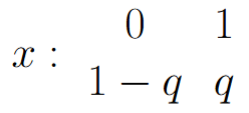 x : 0 1
1 − q q